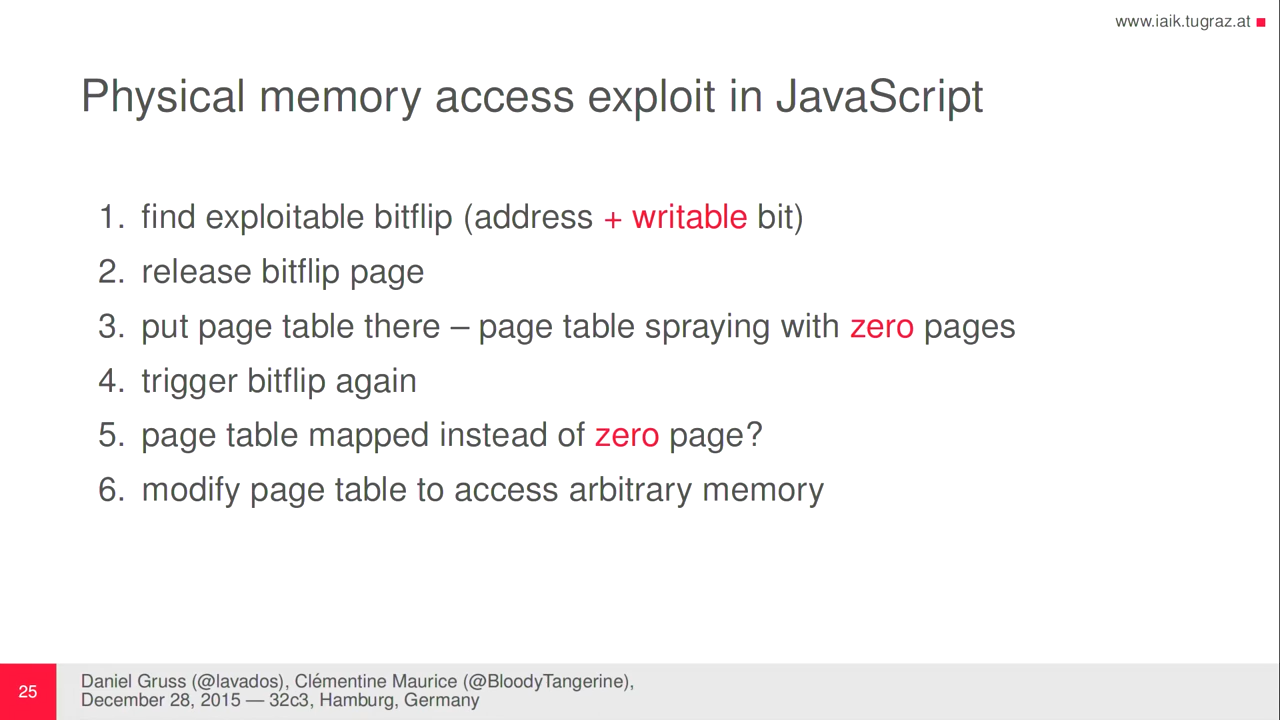 www.iaik.tugraz.at
Physical memory access exploit in JavaScript
1. find exploitable bitflip (address + writable bit)
2. release bitflip page
3. put page table there – page table spraying with zero pages
4. trigger bitflip again
5. page table mapped instead of zero page?
6. modify page table to access arbitrary memory
25
Daniel Gruss (@lavados), Clémentine Maurice (@BloodyTangerine),
December 28, 2015 — 32c3, Hamburg, Germany